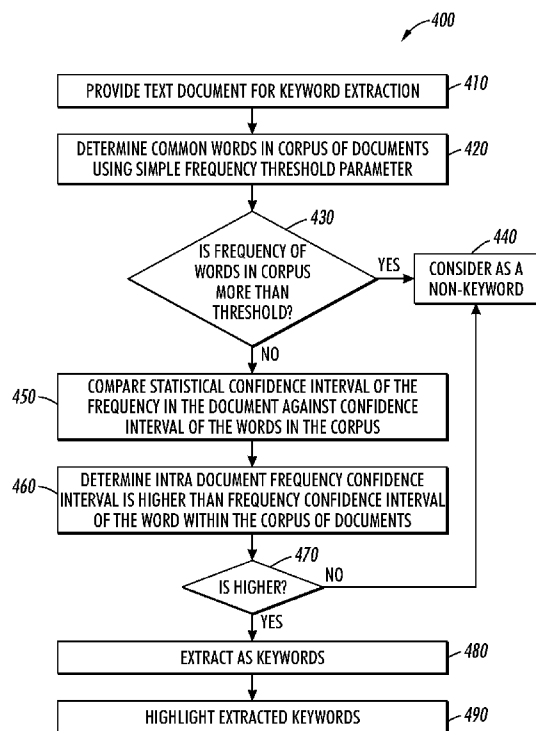 400
PROVIDE TEXT DOCUMENT FOR KEYWORD EXTRACTION
410
DETERMINE COMMON WORDS IN CORPUS OF DOCUMENTS
USING SIMPLE FREQUENCY THRESHOLD PARAMETER
420
430
IS FREQUENCY OF
WORDS IN CORPUS
MORE THAN
THRESHOLD?
YES
440
CONSIDER AS A
NON-KEYWORD
NO
450
COMPARE STATISTICAL CONFIDENCE INTERVAL OF THE
FREQUENCY IN THE DOCUMENT AGAINST CONFIDENCE
INTERVAL OF THE WORDS IN THE CORPUS
460
DETERMINE INTRA DOCUMENT FREQUENCY CONFIDENCE
INTERVAL IS HIGHER THAN FREQUENCY CONFIDENCE INTERVAL
OF THE WORD WITHIN THE CORPUS OF DOCUMENTS
470
IS HIGHER?
NO
YES
EXTRACT AS KEYWORDS
480
HIGHLIGHT EXTRACTED KEYWORDS
490